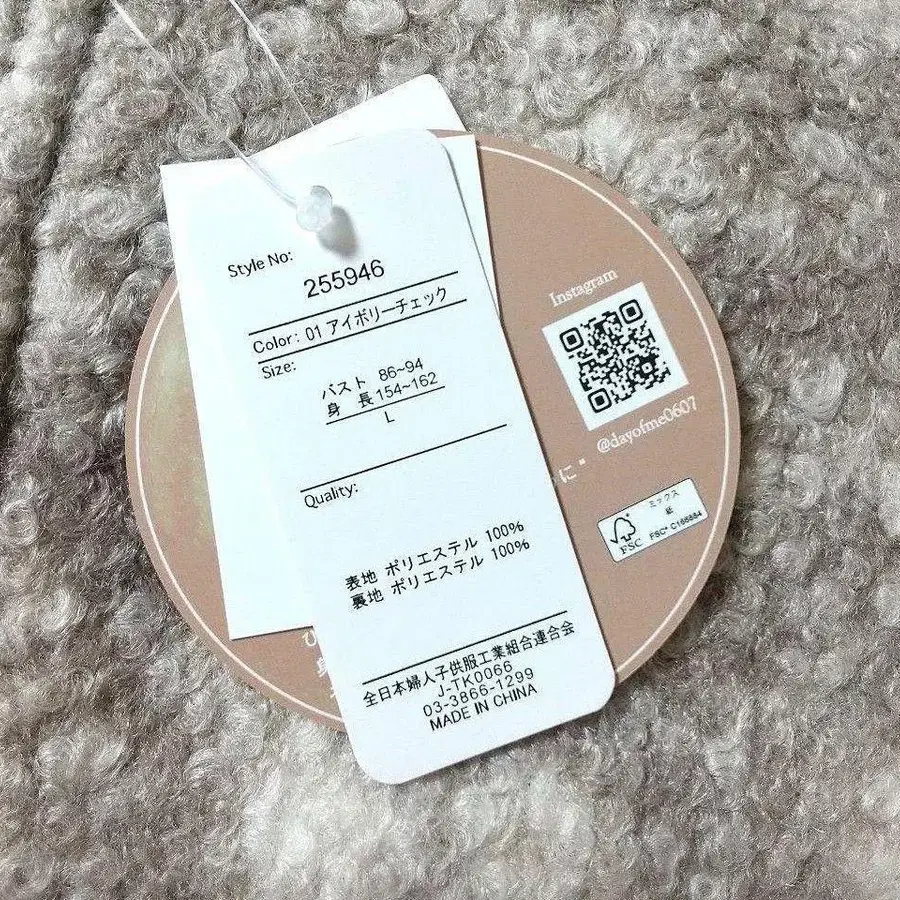 Style No:
255946
Color: 01 アイボリーチェック
Size:
バスト 86~94
身 長 154~162
L
Quality:
表地 ポリエステル 100%
裏地 ポリエステル 100%
全日本婦人子供服工業組合連合会
J-TK0066
03-3866-1299
MADE IN CHINA
Instagram
@dayofme0607
に"
ミックス
紙
FSC
FSC® C166884